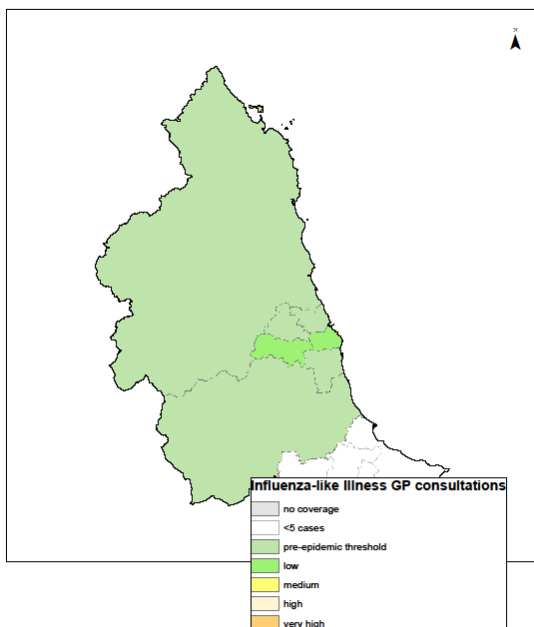 N
Influenza-like Illness GP consultations
no coverage
<5 cases
pre-epidemic threshold
low
medium
high
very high